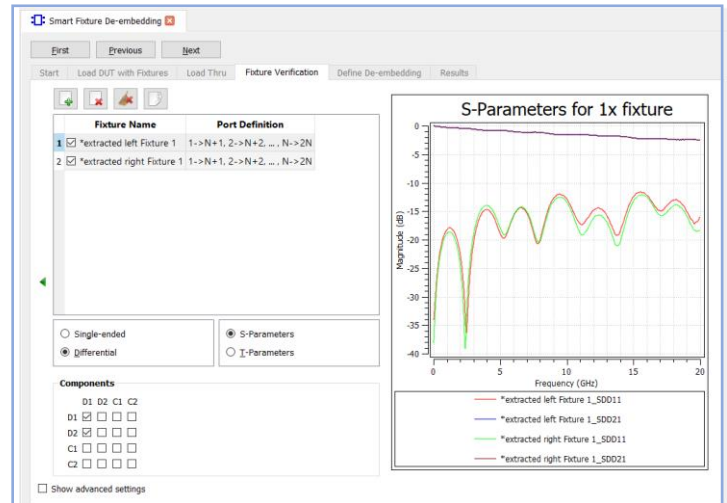 Smart Fixture De-embedding
First Previous Next
Start Load DUT with Fixtures Load Thru Fixture Verification Define De-embedding Results
Fixture Name Port Definition
1 *extracted left Fixture 1 1->N+1, 2->N+2, ... , N->2N
2 *extracted right Fixture 1 1->N+1, 2->N+2, ... , N->2N
Single-ended
Differential
S-Parameters
T-Parameters
Components
D1 D2 C1 C2
D1
D2
C1
C2
Show advanced settings
S-Parameters for 1x fixture
Magnitude (dB)
0
-5
-10
-15
-20
-25
-30
-35
-40
0 5 10 15 20
Frequency (GHz)
*extracted left Fixture 1_SDD11
*extracted left Fixture 1_SDD21
*extracted right Fixture 1_SDD11
*extracted right Fixture 1_SDD21